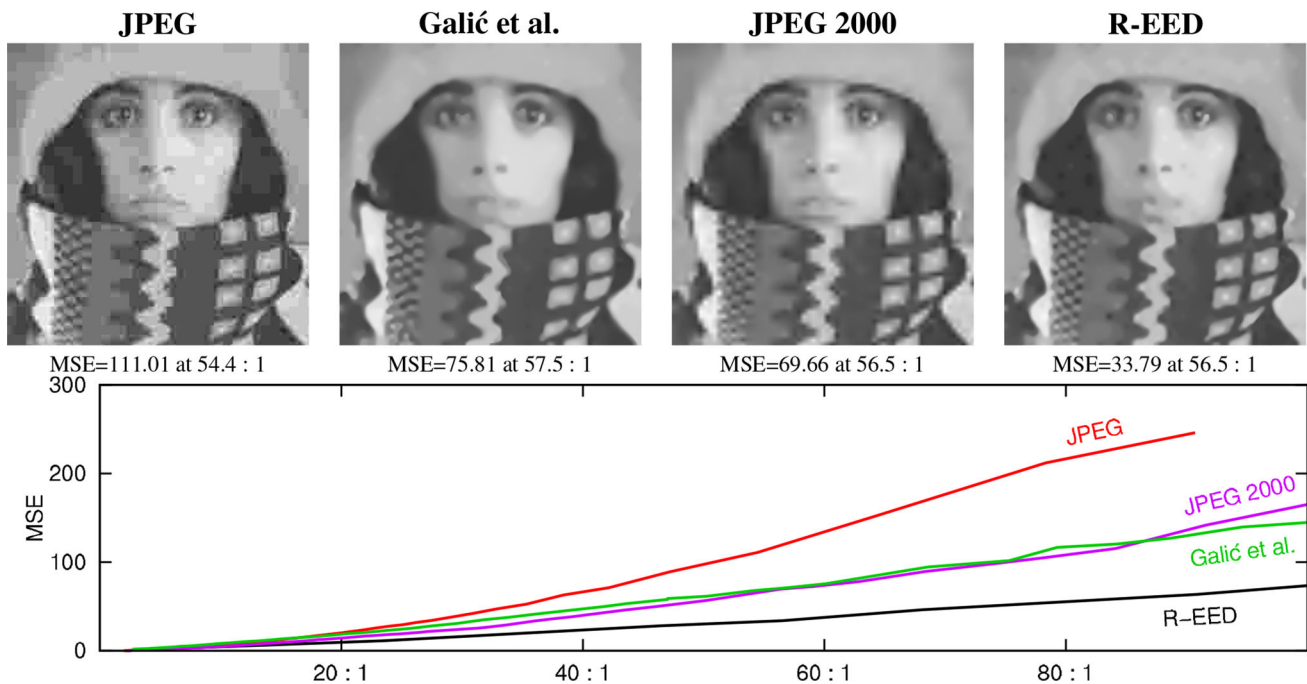 JPEG
Galić et al.
JPEG 2000
R-EED
MSE=111.01 at 54.4 : 1
MSE=75.81 at 57.5 : 1
MSE=69.66 at 56.5 : 1
MSE=33.79 at 56.5 : 1
300
200
100
0
MSE
JPEG
JPEG 2000
Galić et al.
R−EED
20 : 1
40 : 1
60 : 1
80 : 1